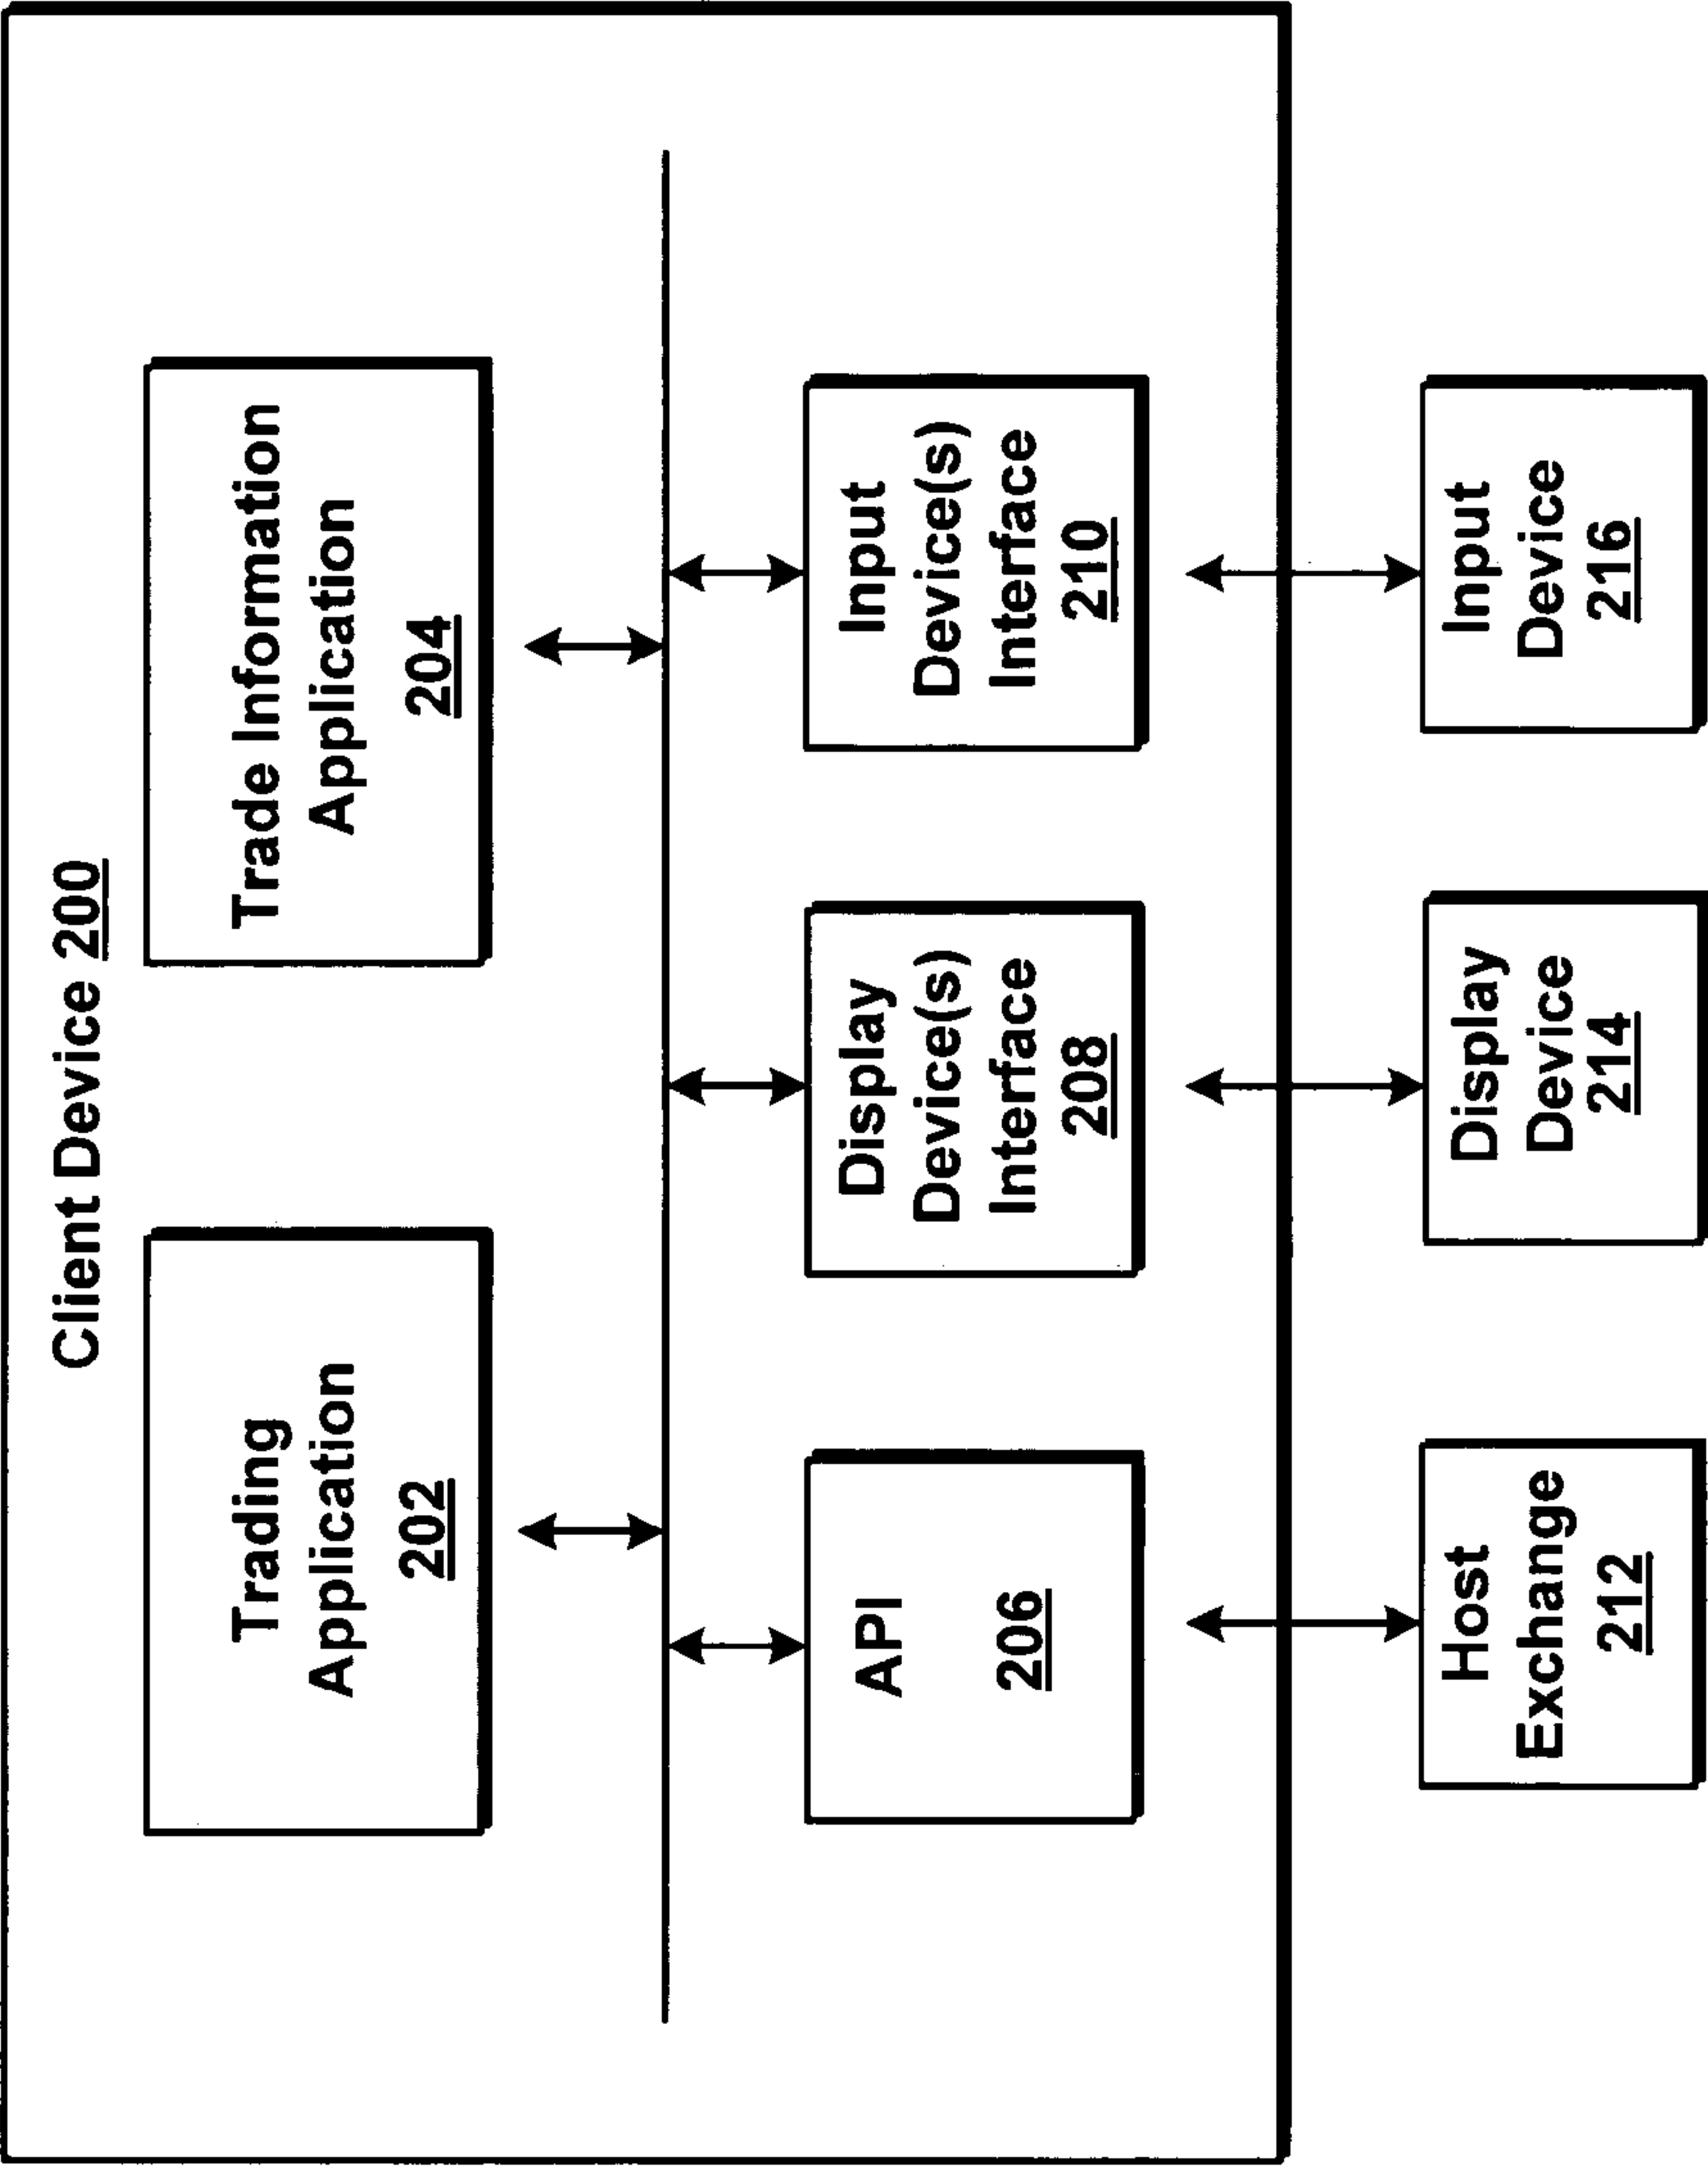 Client Device 200
Trading
Application
202
Trade Information
Application
204
API
206
Display
Device(s)
Interface
208
Input
Device(s)
Interface
210
Host
Exchange
212
Display
Device
214
Input
Device
216